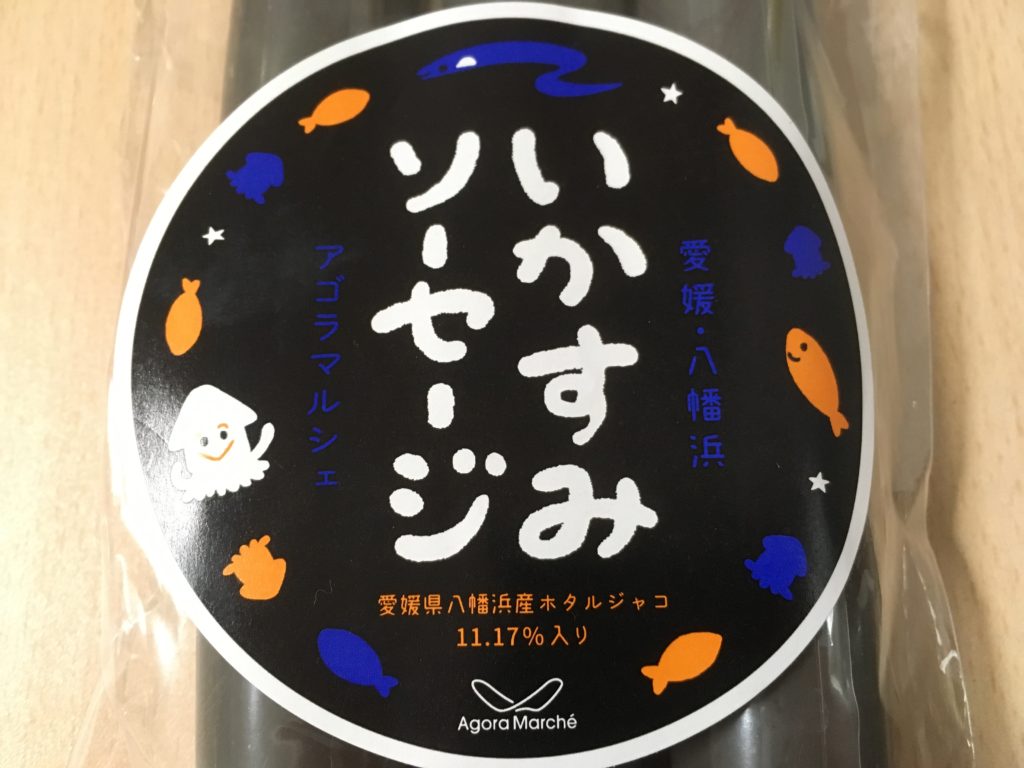 愛媛・八幡浜
いかすみ
ソーセージ
アゴラマルシェ
愛媛県八幡浜産ホタルジャコ
11.17%入り
Agora Marché